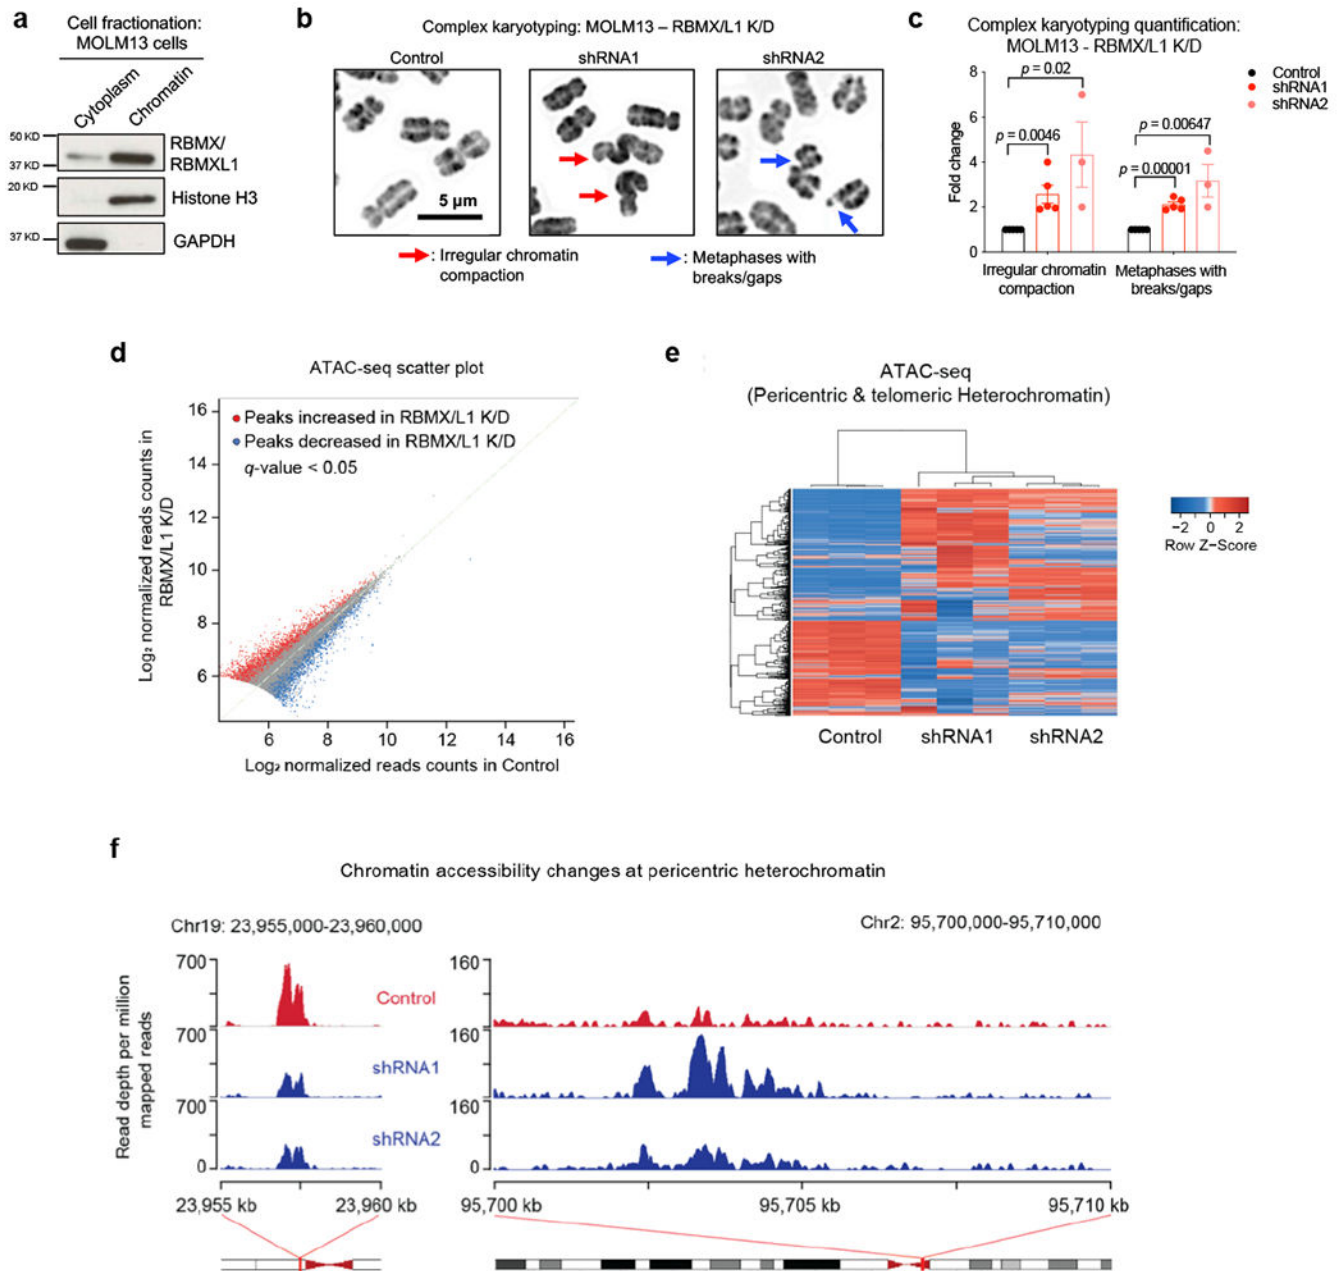 a
Cell fractionation:
MOLM13 cells
Cytoplasm
Chromatin
50 KD
37 KD
RBMX/
RBMXL1
20 KD
Histone H3
37 KD
GAPDH
b
Complex karyotyping: MOLM13 – RBMX/L1 K/D
Control
shRNA1
shRNA2
5 µm
: Irregular chromatin
compaction
: Metaphases with
breaks/gaps
c
Complex karyotyping quantification:
MOLM13 - RBMX/L1 K/D
Fold change
8
6
4
2
0
p = 0.02
p = 0.0046
p = 0.00647
p = 0.00001
Control
shRNA1
shRNA2
Irregular chromatin
compaction
Metaphases with
breaks/gaps
d
ATAC-seq scatter plot
Peaks increased in RBMX/L1 K/D
Peaks decreased in RBMX/L1 K/D
q-value < 0.05
Log₂ normalized reads counts in
RBMX/L1 K/D
16
14
12
10
8
6
6 8 10 12 14 16
Log₂ normalized reads counts in Control
e
ATAC-seq
(Pericentric & telomeric Heterochromatin)
−2 0 2
Row Z−Score
Control shRNA1 shRNA2
f
Chromatin accessibility changes at pericentric heterochromatin
Chr19: 23,955,000-23,960,000
Chr2: 95,700,000-95,710,000
Read depth per million
mapped reads
700
0
Control
160
0
700
0
shRNA1
160
0
700
0
shRNA2
160
0
23,955 kb 23,960 kb
95,700 kb 95,705 kb 95,710 kb